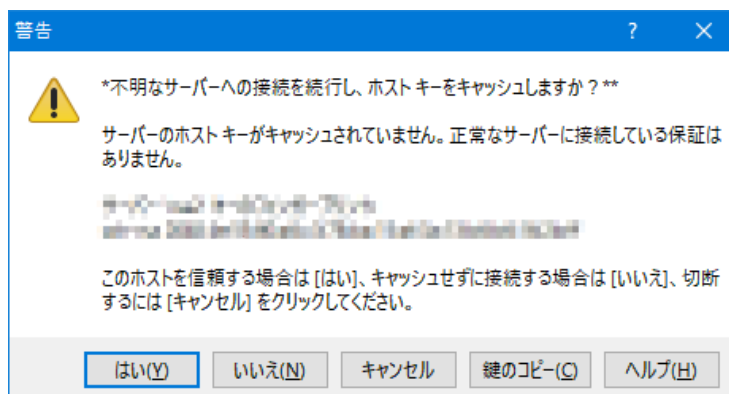 警告
*不明なサーバーへの接続を続行し、ホスト キーをキャッシュしますか？**
サーバーのホスト キーがキャッシュされていません。正常なサーバーに接続している保証は
ありません。
このホストを信頼する場合は [はい]、キャッシュせずに接続する場合は [いいえ]、切断
するには [キャンセル] をクリックしてください。
はい(Y) いいえ(N) キャンセル 鍵のコピー(C) ヘルプ(H)